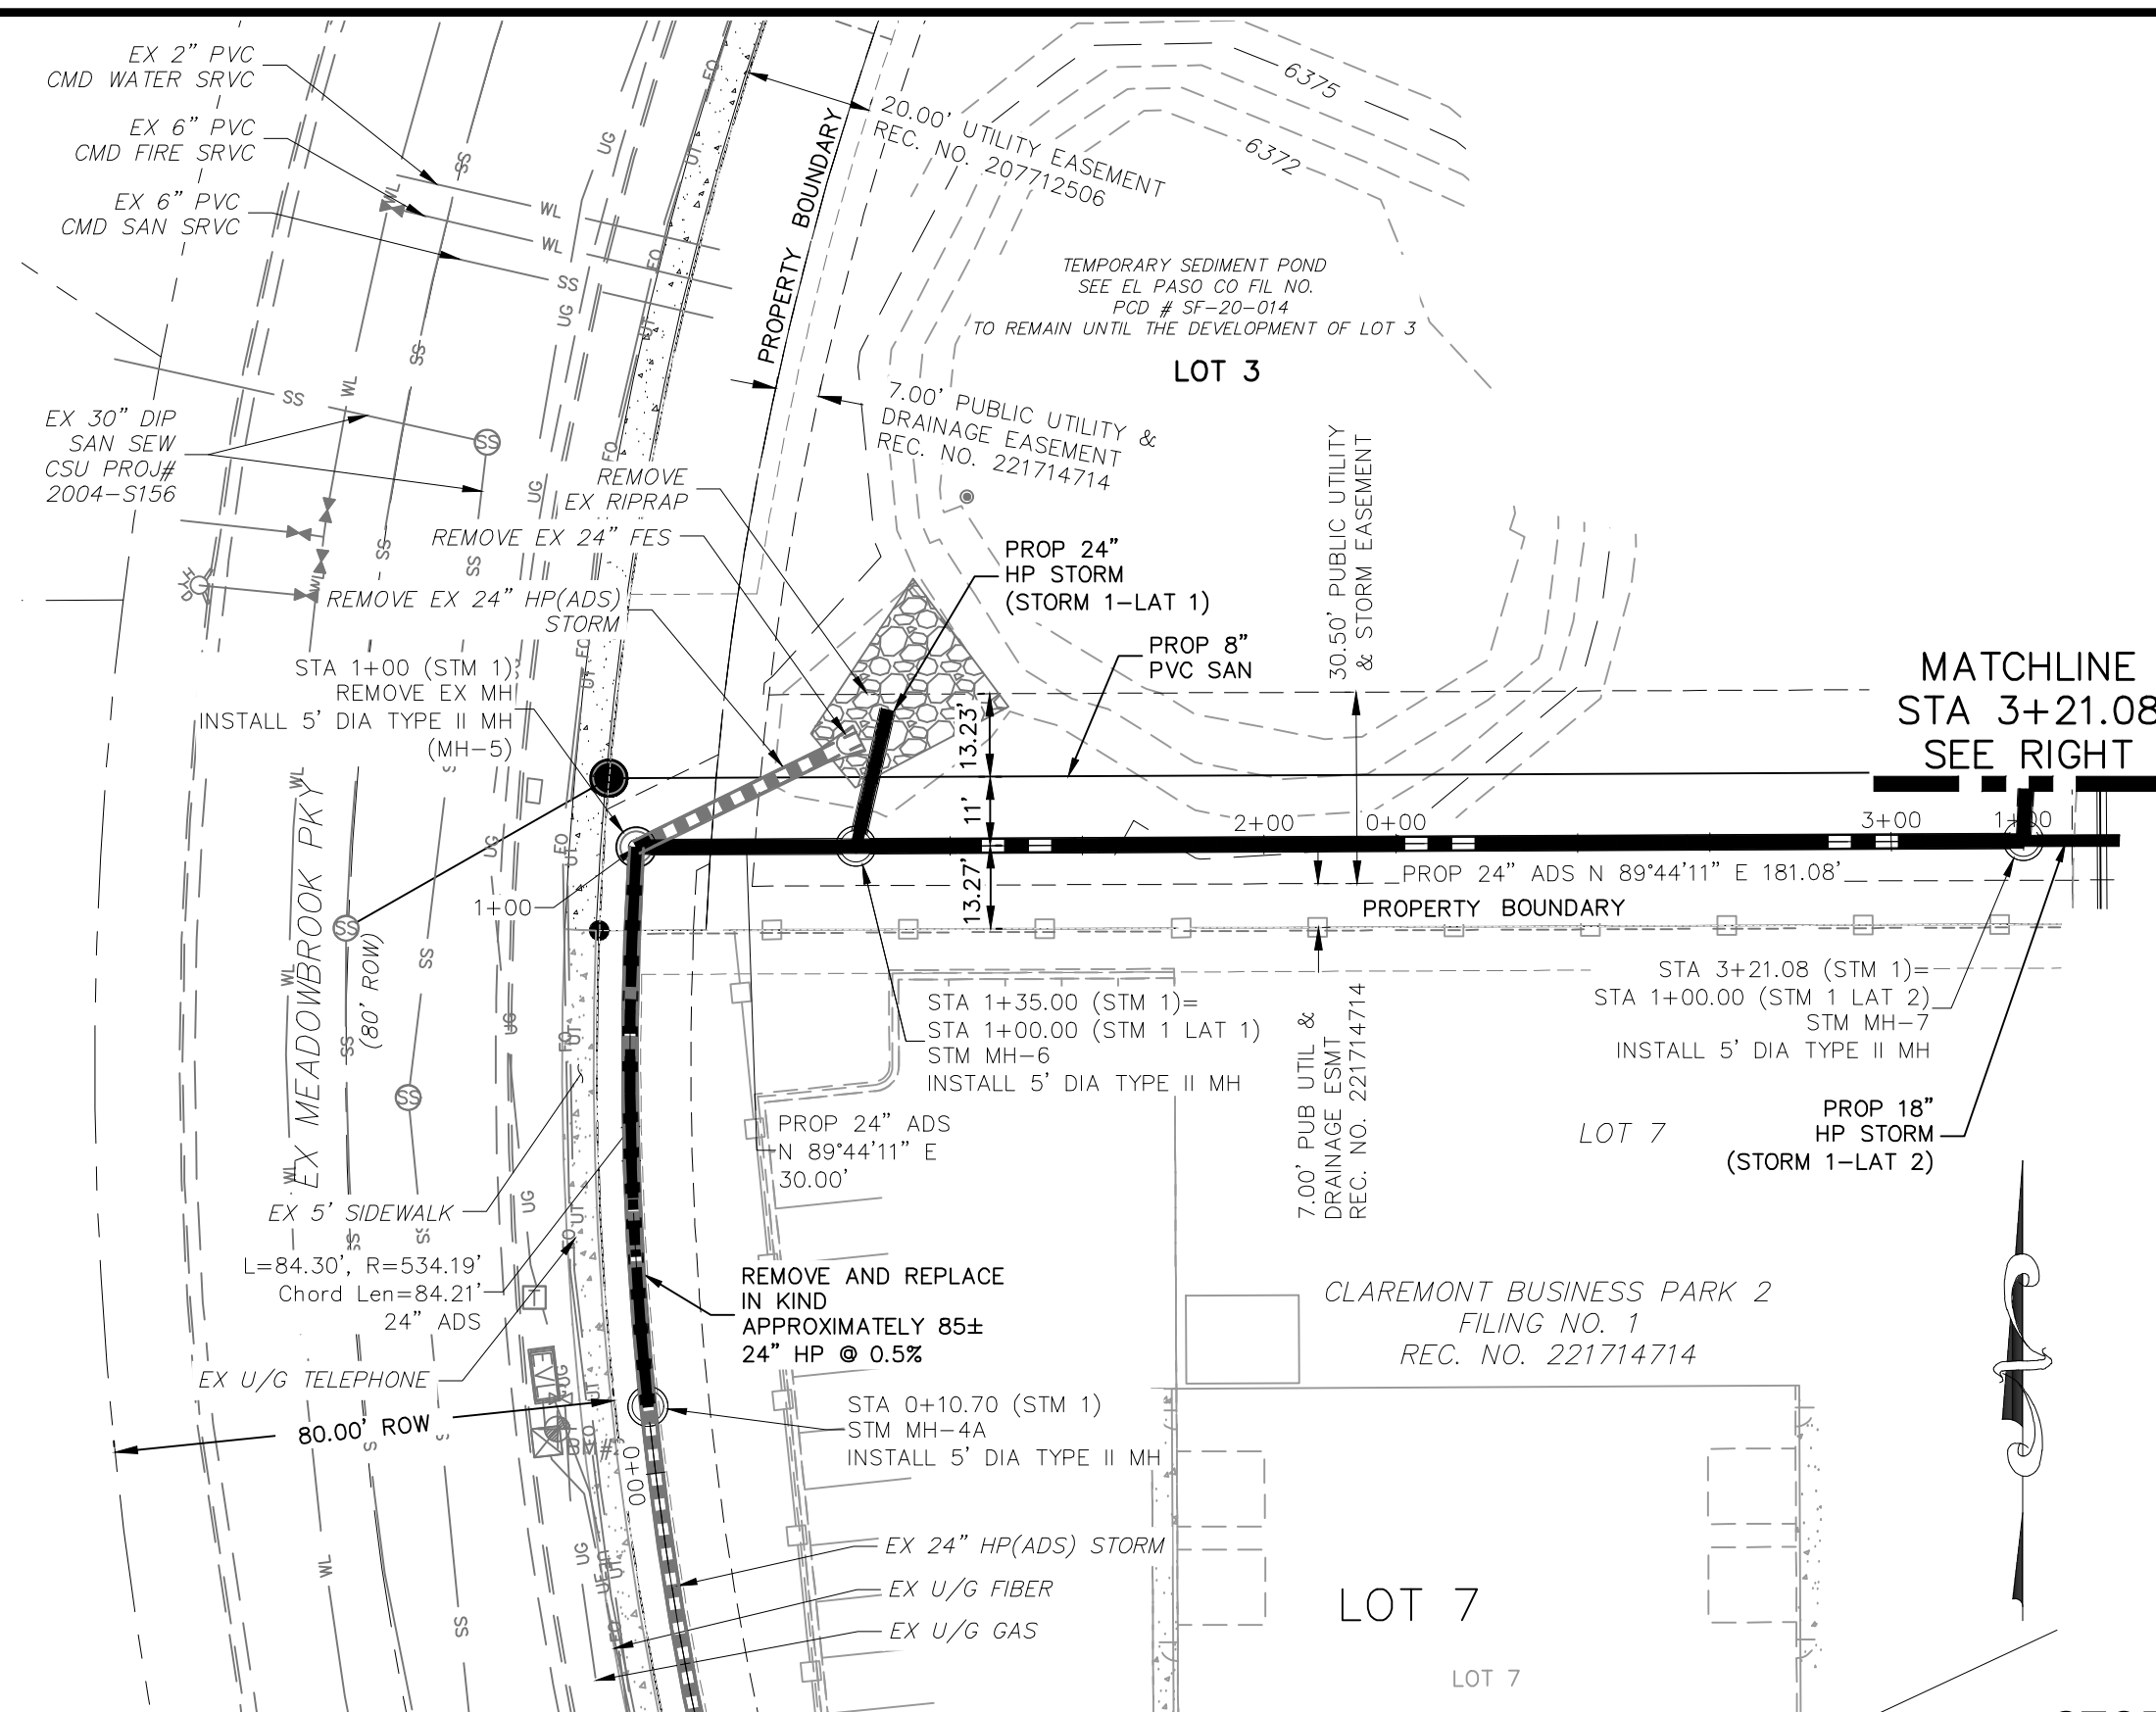 EX 2" PVC
CMD WATER SRVC
EX 6" PVC
CMD FIRE SRVC
EX 6" PVC
CMD SAN SRVC
EX 30" DIP
SAN SEW
CSU PROJ#
2004-S156
20.00' UTILITY EASEMENT
REC. NO. 207712506
PROPERTY BOUNDARY
6375
6372
TEMPORARY SEDIMENT POND
SEE EL PASO CO FIL NO.
PCD # SF-20-014
TO REMAIN UNTIL THE DEVELOPMENT OF LOT 3
LOT 3
7.00' PUBLIC UTILITY &
DRAINAGE EASEMENT
REC. NO. 221714714
30.50' PUBLIC UTILITY
& STORM EASEMENT
REMOVE
EX RIPRAP
REMOVE EX 24" FES
REMOVE EX 24" HP(ADS)
STORM
PROP 24"
HP STORM
(STORM 1-LAT 1)
PROP 8"
PVC SAN
STA 1+00 (STM 1)
REMOVE EX MH
INSTALL 5' DIA TYPE II MH
(MH-5)
MATCHLINE
STA 3+21.08
SEE RIGHT
13.23'
11'
13.27'
2+00
0+00
3+00
1+00
1+00
PROP 24" ADS N 89°44'11" E 181.08'
PROPERTY BOUNDARY
EX MEADOWBROOK PKY
(80' ROW)
STA 1+35.00 (STM 1)=
STA 1+00.00 (STM 1 LAT 1)
STM MH-6
INSTALL 5' DIA TYPE II MH
STA 3+21.08 (STM 1)=
STA 1+00.00 (STM 1 LAT 2)
STM MH-7
INSTALL 5' DIA TYPE II MH
7.00' PUB UTIL &
DRAINAGE ESMT
REC. NO. 221714714
PROP 24" ADS
N 89°44'11" E
30.00'
LOT 7
PROP 18"
HP STORM
(STORM 1-LAT 2)
EX 5' SIDEWALK
L=84.30', R=534.19'
Chord Len=84.21'
24" ADS
EX U/G TELEPHONE
80.00' ROW
REMOVE AND REPLACE
IN KIND
APPROXIMATELY 85±
24" HP @ 0.5%
CLAREMONT BUSINESS PARK 2
FILING NO. 1
REC. NO. 221714714
STA 0+10.70 (STM 1)
STM MH-4A
INSTALL 5' DIA TYPE II MH
0+00
EX 24" HP(ADS) STORM
EX U/G FIBER
EX U/G GAS
LOT 7
LOT 7
WL
SS
UG
FO
UT
HYD
T